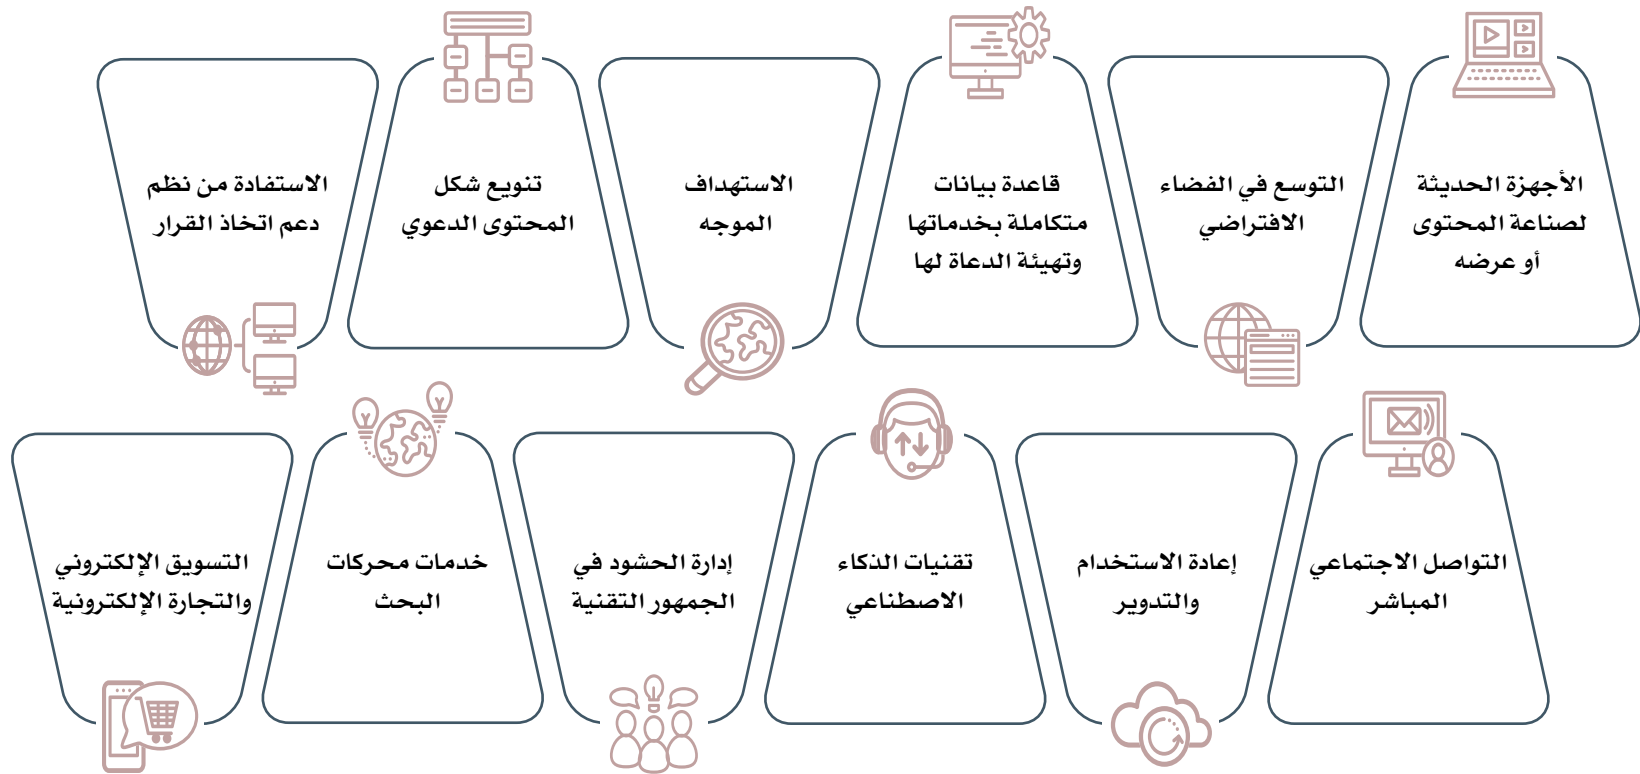 الأجهزة الحديثة
لصناعة المحتوى
أو عرضه
التوسع في الفضاء
الافتراضي
قاعدة بيانات
متكاملة بخدماتها
وتهيئة الدعاة لها
الاستهداف
الموجه
تنويع شكل
المحتوى الدعوي
الاستفادة من نظم
دعم اتخاذ القرار
التواصل الاجتماعي
المباشر
إعادة الاستخدام
والتدوير
تقنيات الذكاء
الاصطناعي
إدارة الحشود في
الجمهور التقنية
خدمات محركات
البحث
التسويق الإلكتروني
والتجارة الإلكترونية